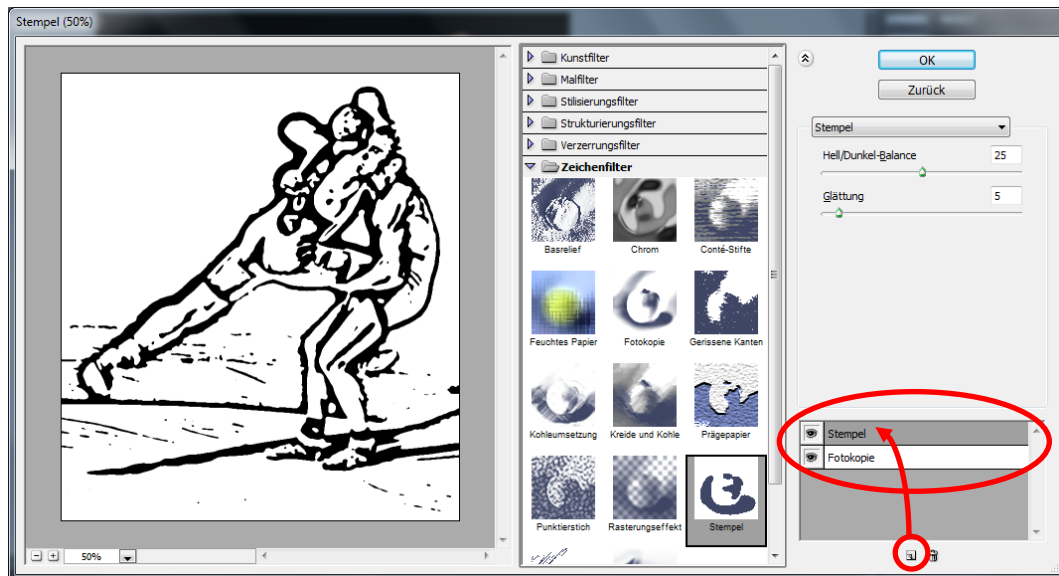 Stempel (50%)
Kunstfilter
Malfilter
Stilisierungsfilter
Strukturierungsfilter
Verzerrungsfilter
Zeichenfilter
Basrelief Chrom Conté-Stifte
Feuchtes Papier Fotokopie Gerissene Kanten
Kohleumsetzung Kreide und Kohle Prägepapier
Punktierstich Rasterungseffekt Stempel
50%
OK
Zurück
Stempel
Hell/Dunkel-Balance 25
Glättung 5
Stempel
Fotokopie